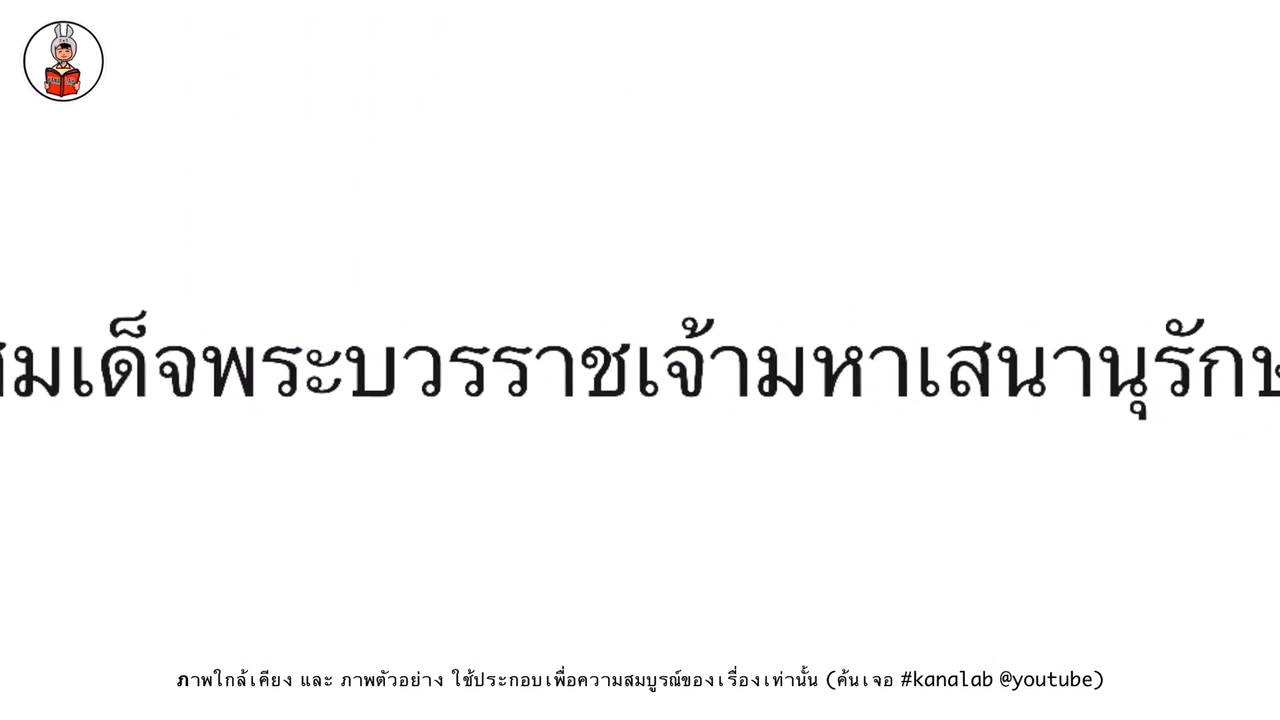 สมเด็จพระบวรราชเจ้ามหาเสนานุรักษ
ภาพใกล้เคียง และ ภาพตัวอย่าง ใช้ประกอบเพื่อความสมบูรณ์ของเรื่องเท่านั้น (ค้นเจอ #kanalab @youtube)